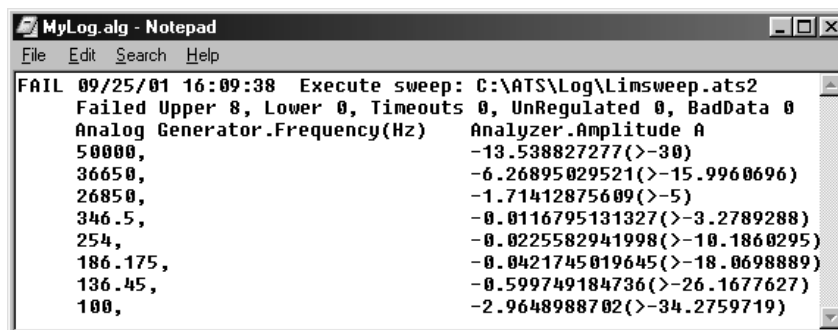 MyLog.alg - Notepad
File Edit Search Help
FAIL 09/25/01 16:09:38 Execute sweep: C:\ATS\Log\Limsweep.ats2
Failed Upper 8, Lower 0, Timeouts 0, UnRegulated 0, BadData 0
Analog Generator.Frequency(Hz) Analyzer.Amplitude A
50000, -13.538827277(>-30)
36650, -6.26895029521(>-15.9960696)
26850, -1.71412875609(>-5)
346.5, -0.0116795131327(>-3.2789288)
254, -0.0225582941998(>-10.1860295)
186.175, -0.0421745019645(>-18.0698889)
136.45, -0.599749184736(>-26.1677627)
100, -2.9648988702(>-34.2759719)